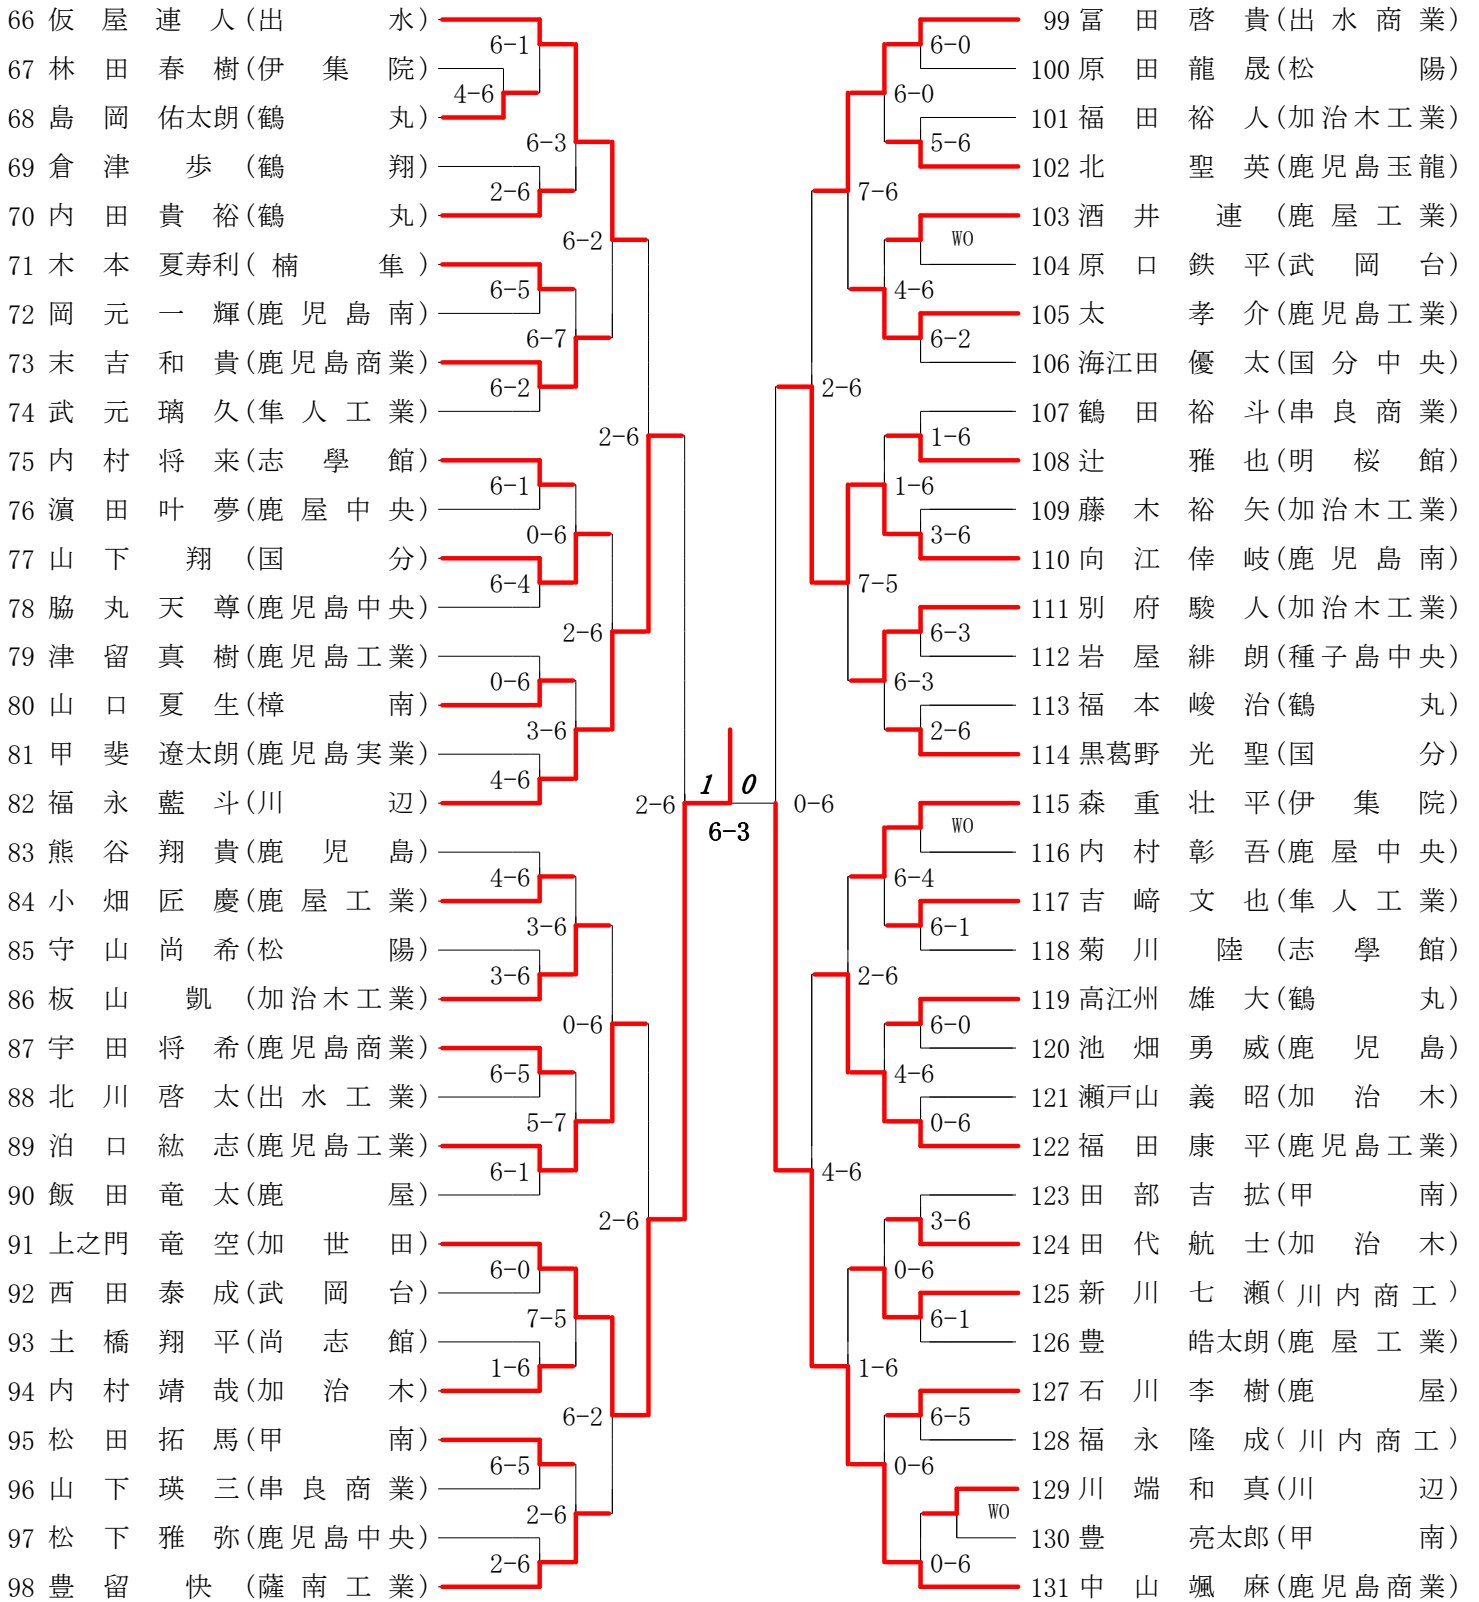 66 仮屋連人(出水)
6-1
67 林田春樹(伊集院)
4-6
68 島岡佑太朗(鶴丸)
6-3
69 倉津歩(鶴翔)
2-6
70 内田貴裕(鶴丸)
6-2
71 木本夏寿利(楠隼)
6-5
72 岡元一輝(鹿児島南)
6-7
73 末吉和貴(鹿児島商業)
6-2
74 武元璃久(隼人工業)
2-6
75 内村将来(志學館)
6-1
76 濵田叶夢(鹿屋中央)
0-6
77 山下翔(国分)
6-4
78 脇丸天尊(鹿児島中央)
2-6
79 津留真樹(鹿児島工業)
0-6
80 山口夏生(樟南)
3-6
81 甲斐遼太朗(鹿児島実業)
4-6
82 福永藍斗(川辺)
2-6
83 熊谷翔貴(鹿児島)
4-6
84 小畑匠慶(鹿屋工業)
3-6
85 守山尚希(松陽)
3-6
86 板山凱(加治木工業)
0-6
87 宇田将希(鹿児島商業)
6-5
88 北川啓太(出水工業)
5-7
89 泊口紘志(鹿児島工業)
6-1
90 飯田竜太(鹿屋)
2-6
91 上之門竜空(加世田)
6-0
92 西田泰成(武岡台)
7-5
93 土橋翔平(尚志館)
1-6
94 内村靖哉(加治木)
6-2
95 松田拓馬(甲南)
6-5
96 山下瑛三(串良商業)
2-6
97 松下雅弥(鹿児島中央)
2-6
98 豊留快(薩南工業)
1 0
6-3
99 冨田啓貴(出水商業)
6-0
100 原田龍晟(松陽)
6-0
101 福田裕人(加治木工業)
5-6
102 北聖英(鹿児島玉龍)
7-6
103 酒井連(鹿屋工業)
WO
104 原口鉄平(武岡台)
4-6
105 太孝介(鹿児島工業)
6-2
106 海江田優太(国分中央)
2-6
107 鶴田裕斗(串良商業)
1-6
108 辻雅也(明桜館)
1-6
109 藤木裕矢(加治木工業)
3-6
110 向江倖岐(鹿児島南)
7-5
111 別府駿人(加治木工業)
6-3
112 岩屋緋朗(種子島中央)
6-3
113 福本峻治(鶴丸)
2-6
114 黒葛野光聖(国分)
0-6
115 森重壮平(伊集院)
WO
116 内村彰吾(鹿屋中央)
6-4
117 吉﨑文也(隼人工業)
6-1
118 菊川陸(志學館)
2-6
119 高江州雄大(鶴丸)
6-0
120 池畑勇威(鹿児島)
4-6
121 瀬戸山義昭(加治木)
0-6
122 福田康平(鹿児島工業)
4-6
123 田部吉拡(甲南)
3-6
124 田代航士(加治木)
0-6
125 新川七瀬(川内商工)
6-1
126 豊皓太朗(鹿屋工業)
1-6
127 石川李樹(鹿屋)
6-5
128 福永隆成(川内商工)
0-6
129 川端和真(川辺)
WO
130 豊亮太郎(甲南)
0-6
131 中山颯麻(鹿児島商業)